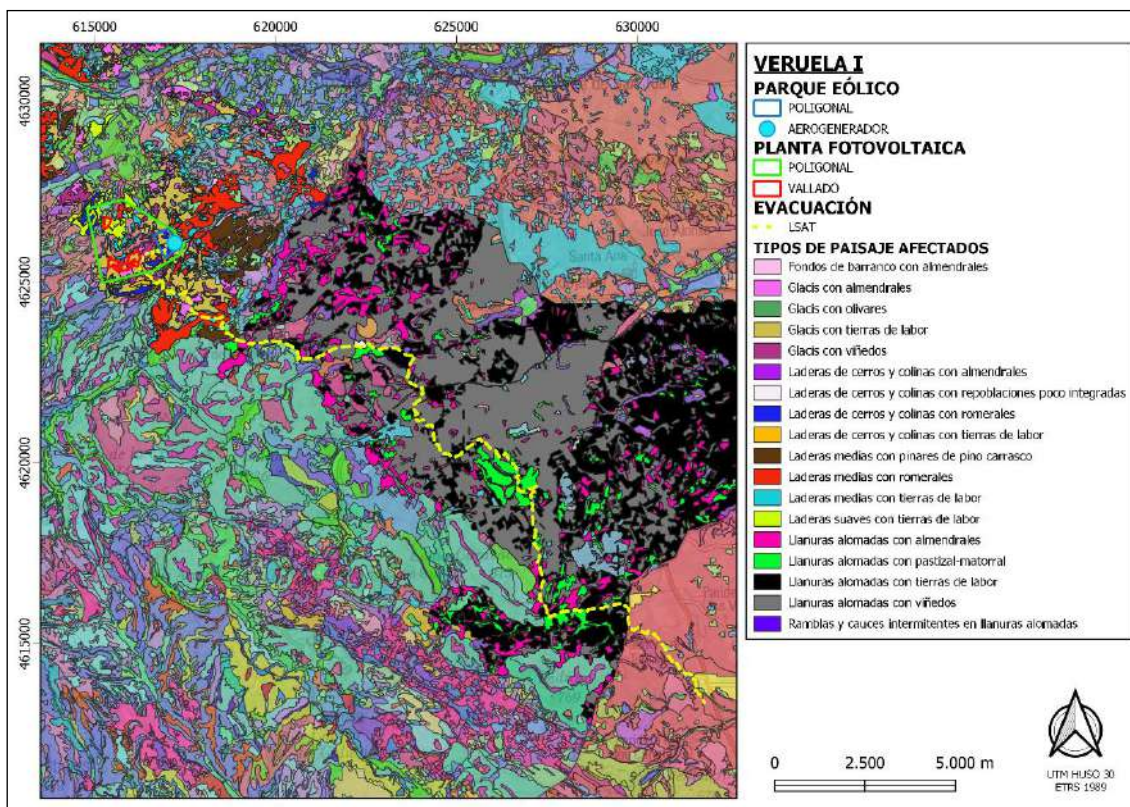 615000 620000 625000 630000
4630000
4625000
4620000
4615000
Santa Ana
VERUELA I
PARQUE EÓLICO
POLIGONAL
AEROGENERADOR
PLANTA FOTOVOLTAICA
POLIGONAL
VALLADO
EVACUACIÓN
LSAT
TIPOS DE PAISAJE AFECTADOS
Fondos de barranco con almendrales
Glacis con almendrales
Glacis con olivares
Glacis con tierras de labor
Glacis con viñedos
Laderas de cerros y colinas con almendrales
Laderas de cerros y colinas con repoblaciones poco integradas
Laderas de cerros y colinas con romerales
Laderas de cerros y colinas con tierras de labor
Laderas medias con pinares de pino carrasco
Laderas medias con romerales
Laderas medias con tierras de labor
Laderas suaves con tierras de labor
Llanuras alomadas con almendrales
Llanuras alomadas con pastizal-matorral
Llanuras alomadas con tierras de labor
Llanuras alomadas con viñedos
Ramblas y cauces intermitentes en llanuras alomadas
0 2.500 5.000 m
UTM HUSO 30
ETRS 1989